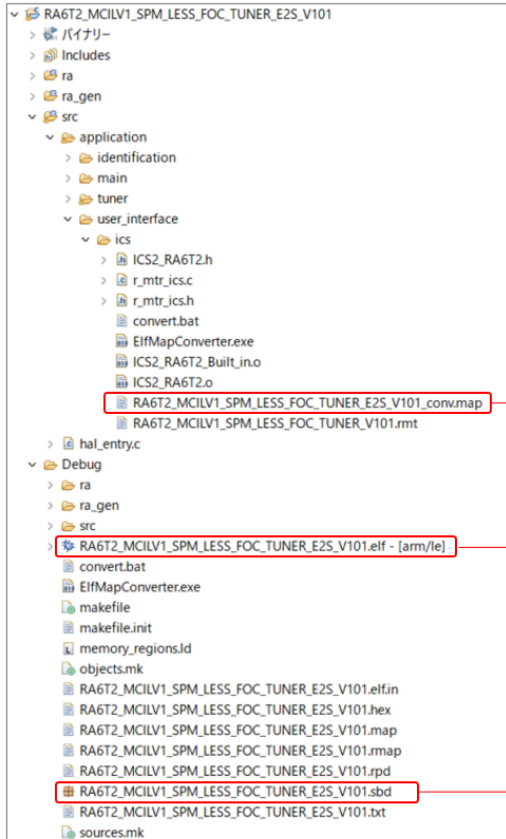 RA6T2_MCILV1_SPM_LESS_FOC_TUNER_E2S_V101
バイナリー
Includes
ra
ra_gen
src
application
identification
main
tuner
user_interface
ics
ICS2_RA6T2.h
r_mtr_ics.c
r_mtr_ics.h
convert.bat
ElfMapConverter.exe
ICS2_RA6T2_Built_in.o
ICS2_RA6T2.o
RA6T2_MCILV1_SPM_LESS_FOC_TUNER_E2S_V101_conv.map
RA6T2_MCILV1_SPM_LESS_FOC_TUNER_V101.rmt
hal_entry.c
Debug
ra
ra_gen
src
RA6T2_MCILV1_SPM_LESS_FOC_TUNER_E2S_V101.elf - [arm/le]
convert.bat
ElfMapConverter.exe
makefile
makefile.init
memory_regions.ld
objects.mk
RA6T2_MCILV1_SPM_LESS_FOC_TUNER_E2S_V101.elf.in
RA6T2_MCILV1_SPM_LESS_FOC_TUNER_E2S_V101.hex
RA6T2_MCILV1_SPM_LESS_FOC_TUNER_E2S_V101.map
RA6T2_MCILV1_SPM_LESS_FOC_TUNER_E2S_V101.rmap
RA6T2_MCILV1_SPM_LESS_FOC_TUNER_E2S_V101.rpd
RA6T2_MCILV1_SPM_LESS_FOC_TUNER_E2S_V101.sbd
RA6T2_MCILV1_SPM_LESS_FOC_TUNER_E2S_V101.txt
sources.mk